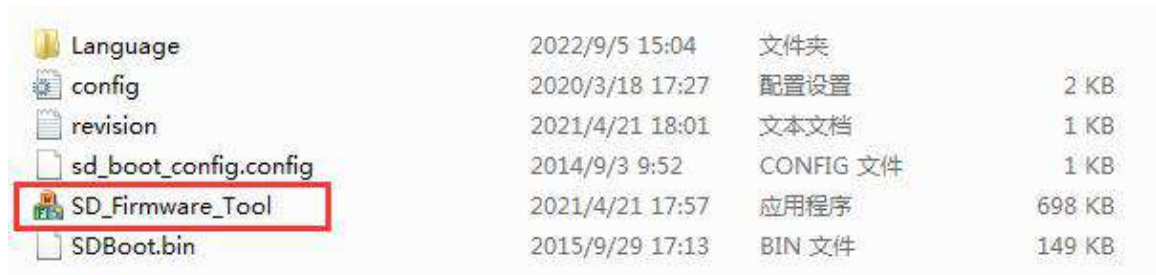 Language 2022/9/5 15:04 文件夹
config 2020/3/18 17:27 配置设置 2 KB
revision 2021/4/21 18:01 文本文档 1 KB
sd_boot_config.config 2014/9/3 9:52 CONFIG 文件 1 KB
SD_Firmware_Tool 2021/4/21 17:57 应用程序 698 KB
SDBoot.bin 2015/9/29 17:13 BIN 文件 149 KB